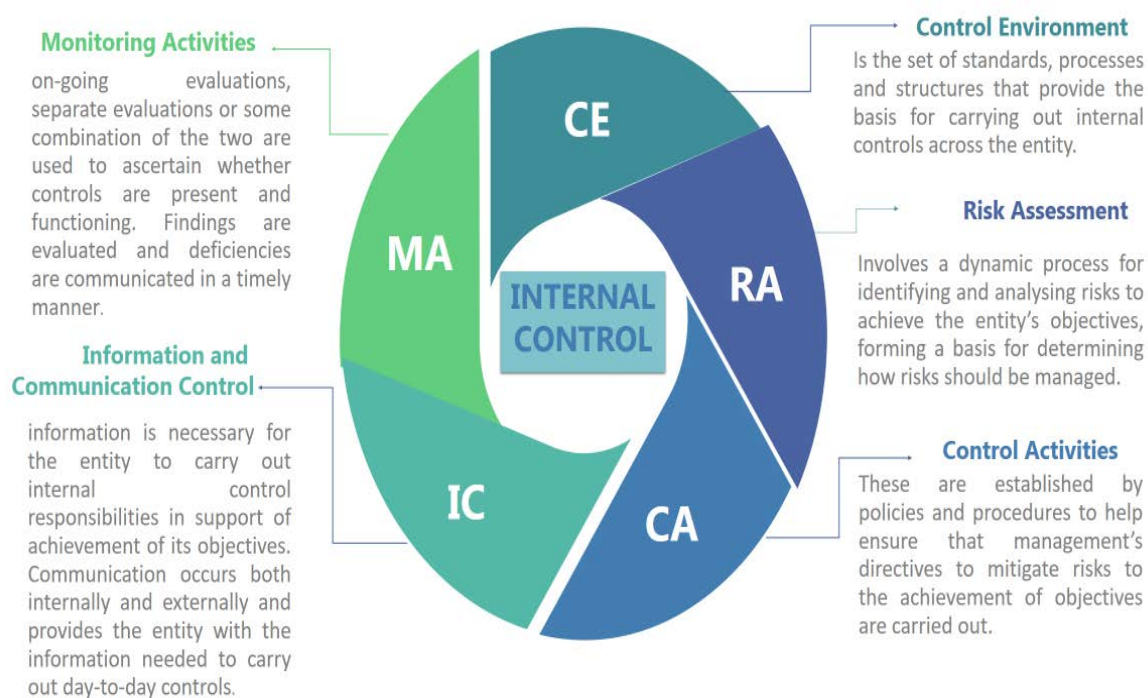 Monitoring Activities
on-going evaluations,
separate evaluations or some
combination of the two are
used to ascertain whether
controls are present and
functioning. Findings are
evaluated and deficiencies
are communicated in a timely
manner.
Information and
Communication Control
information is necessary for
the entity to carry out
internal control
responsibilities in support of
achievement of its objectives.
Communication occurs both
internally and externally and
provides the entity with the
information needed to carry
out day-to-day controls.
CE
RA
CA
IC
MA
INTERNAL
CONTROL
Control Environment
Is the set of standards, processes
and structures that provide the
basis for carrying out internal
controls across the entity.
Risk Assessment
Involves a dynamic process for
identifying and analysing risks to
achieve the entity's objectives,
forming a basis for determining
how risks should be managed.
Control Activities
These are established by
policies and procedures to help
ensure that management's
directives to mitigate risks to
the achievement of objectives
are carried out.